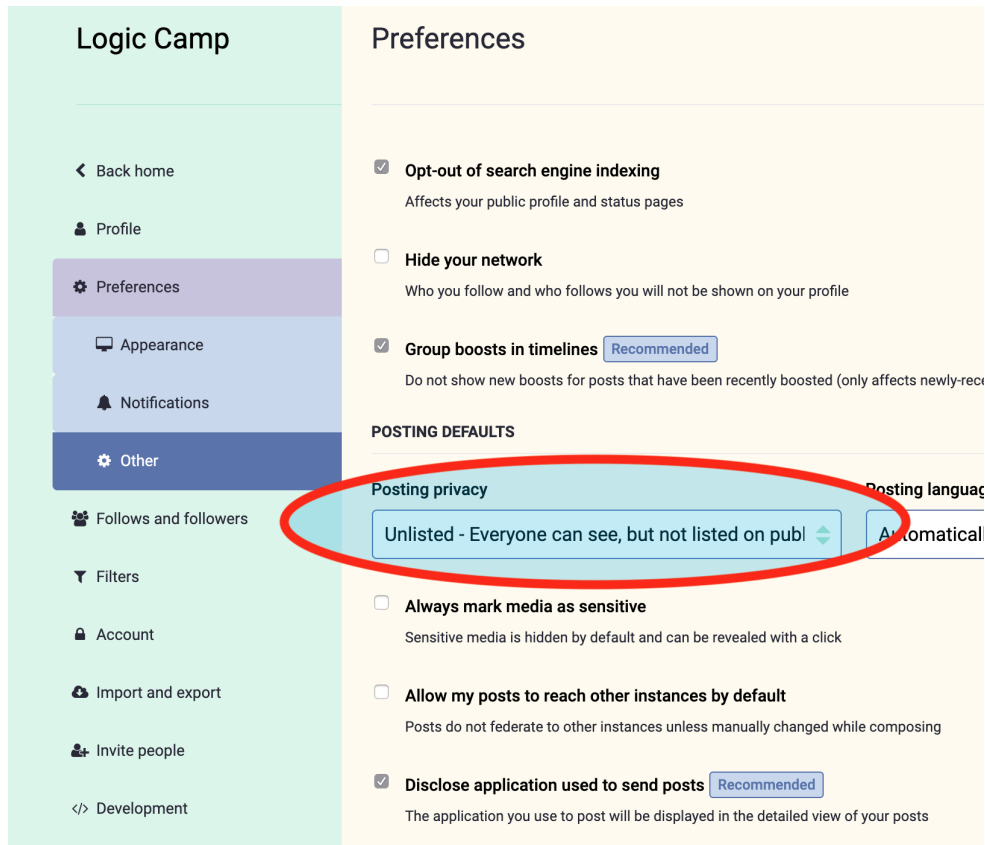 Logic Camp
Preferences
Back home
Profile
Preferences
Appearance
Notifications
Other
Follows and followers
Filters
Account
Import and export
Invite people
</> Development
Opt-out of search engine indexing
Affects your public profile and status pages
Hide your network
Who you follow and who follows you will not be shown on your profile
Group boosts in timelines Recommended
Do not show new boosts for posts that have been recently boosted (only affects newly-rece
POSTING DEFAULTS
Posting privacy
Unlisted - Everyone can see, but not listed on publ
Posting languag
Automaticall
Always mark media as sensitive
Sensitive media is hidden by default and can be revealed with a click
Allow my posts to reach other instances by default
Posts do not federate to other instances unless manually changed while composing
Disclose application used to send posts Recommended
The application you use to post will be displayed in the detailed view of your posts